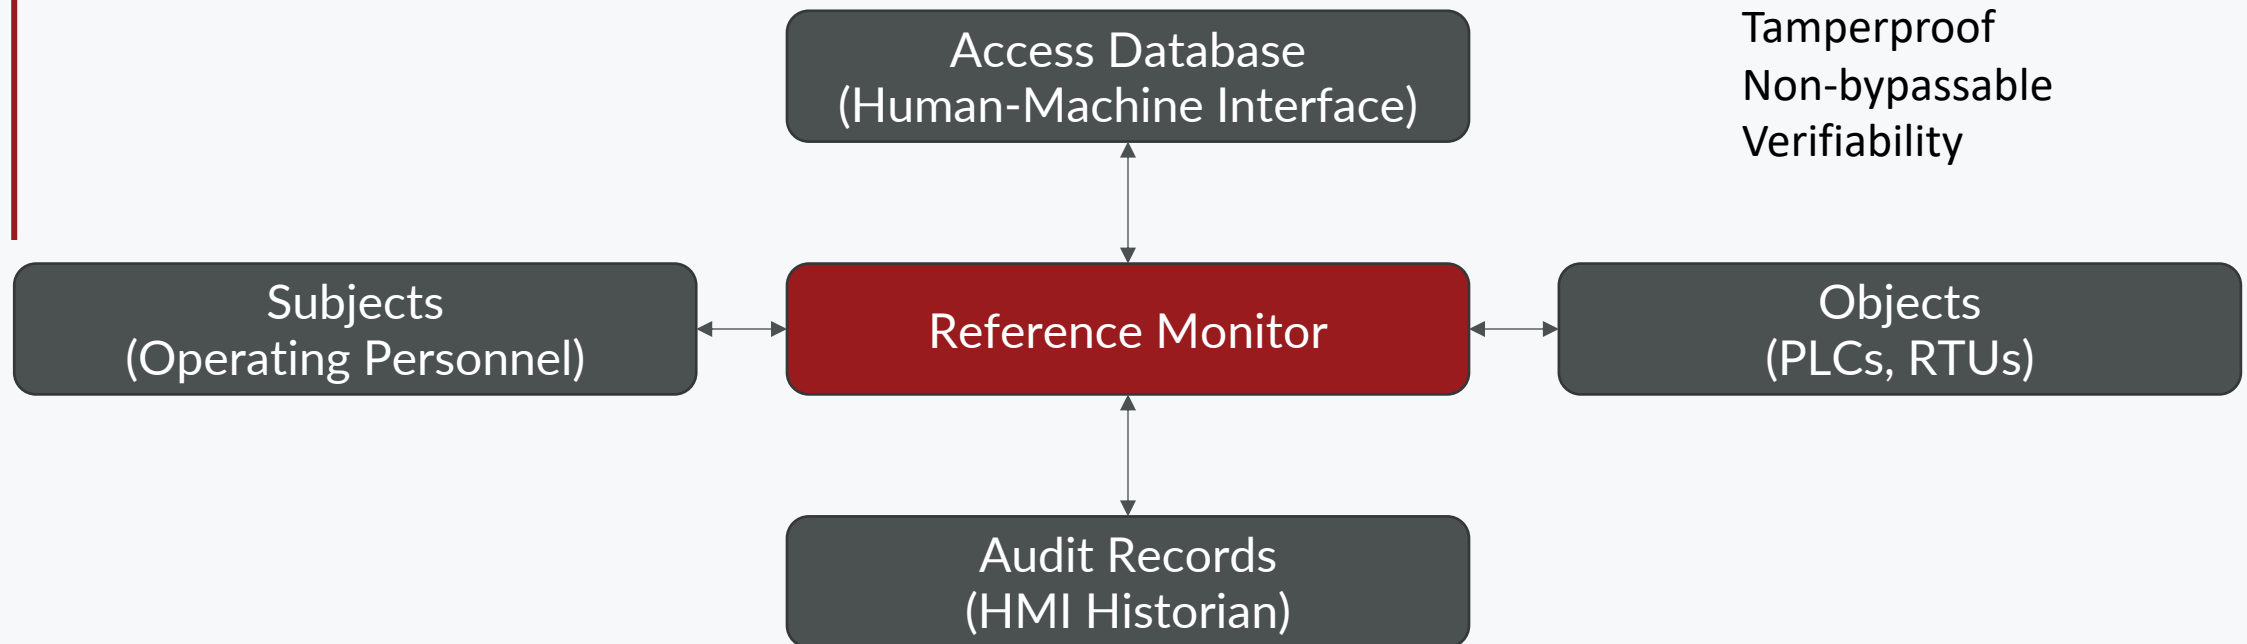 Access Database
(Human-Machine Interface)
Tamperproof
Non-bypassable
Verifiability
Subjects
(Operating Personnel)
Reference Monitor
Objects
(PLCs, RTUs)
Audit Records
(HMI Historian)